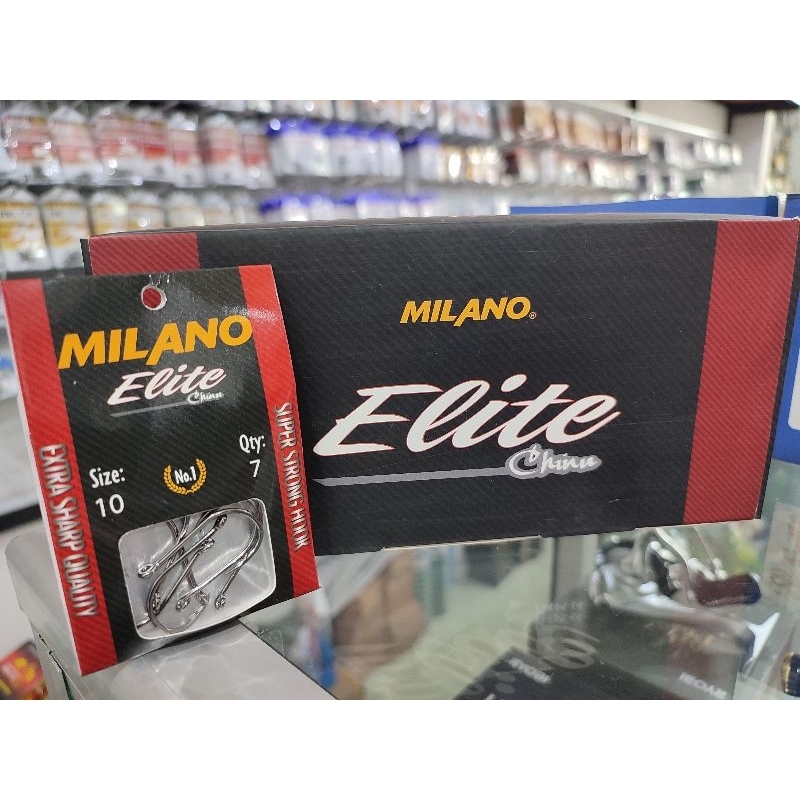 MILANO
Elite
Chinu
Size:
10
No.1
Qty:
7
EXTRA SHARP QUALITY
SUPER STRONG HOOK
MILANO®
Elite
Chinu